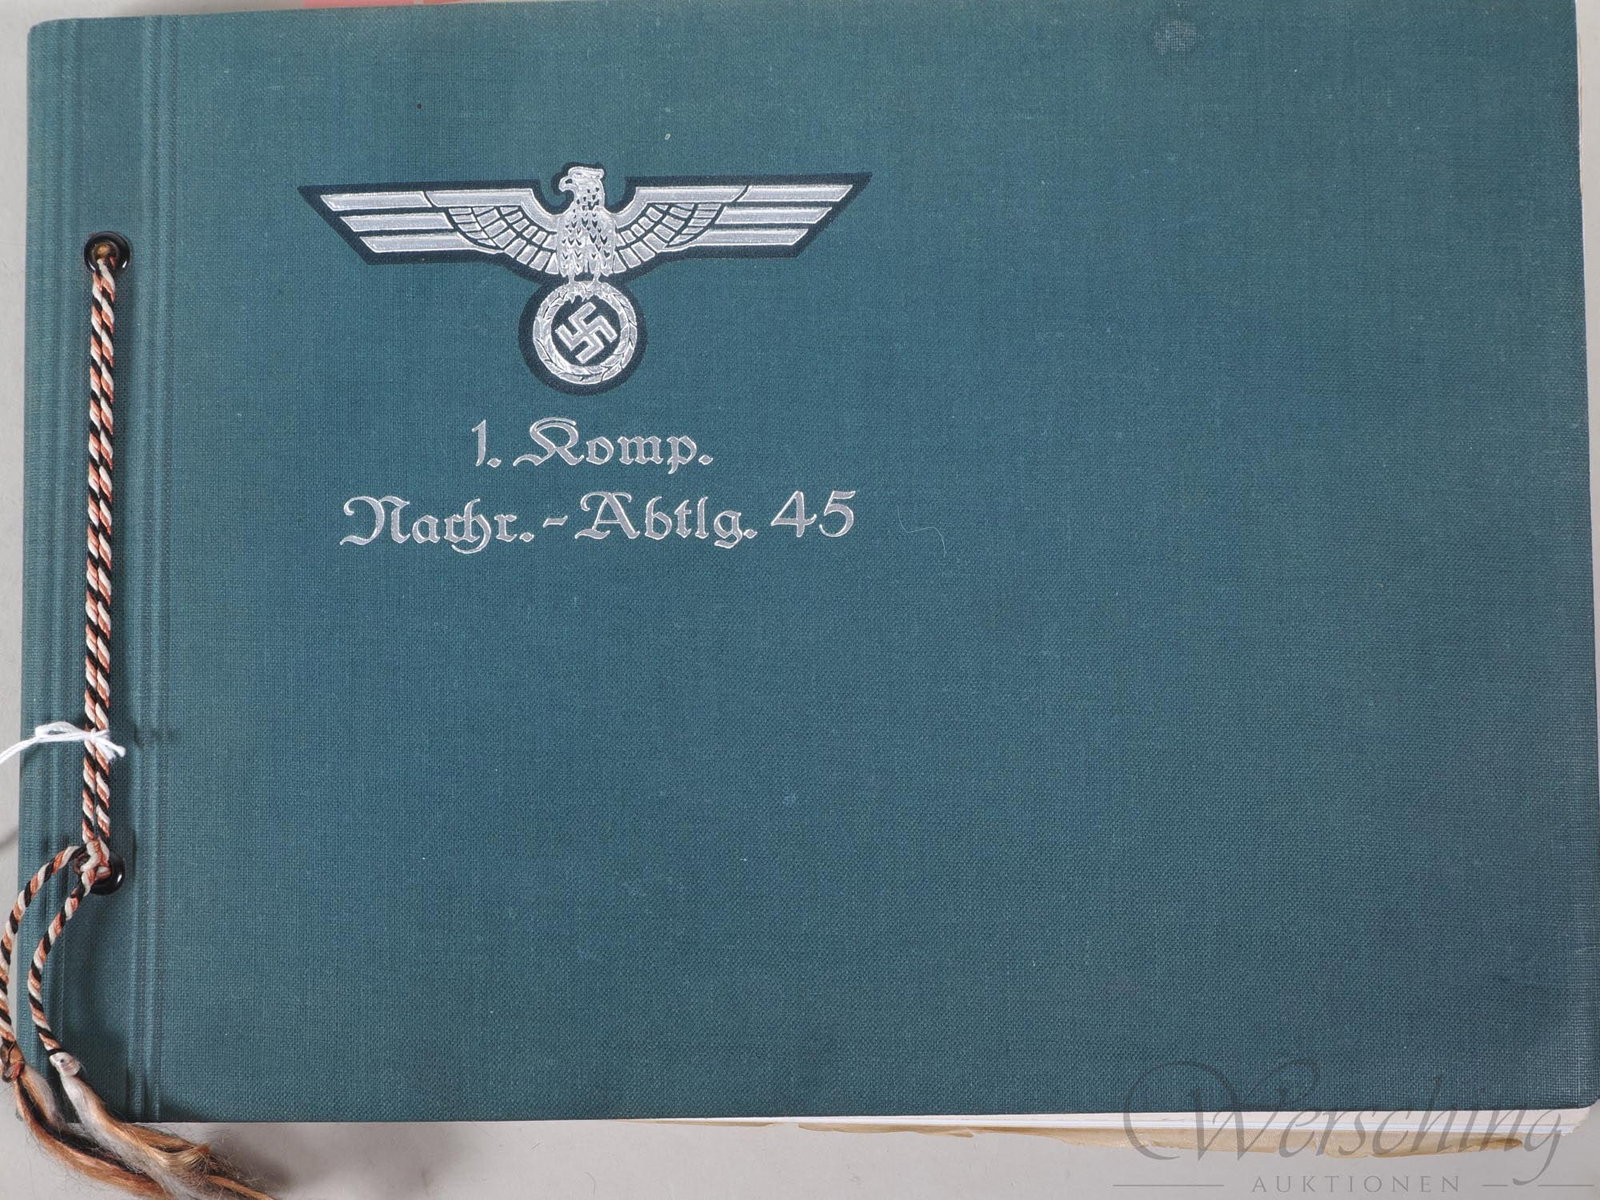 1. Komp.
Nachr.-Abtlg. 45
Wersching
AUKTIONEN